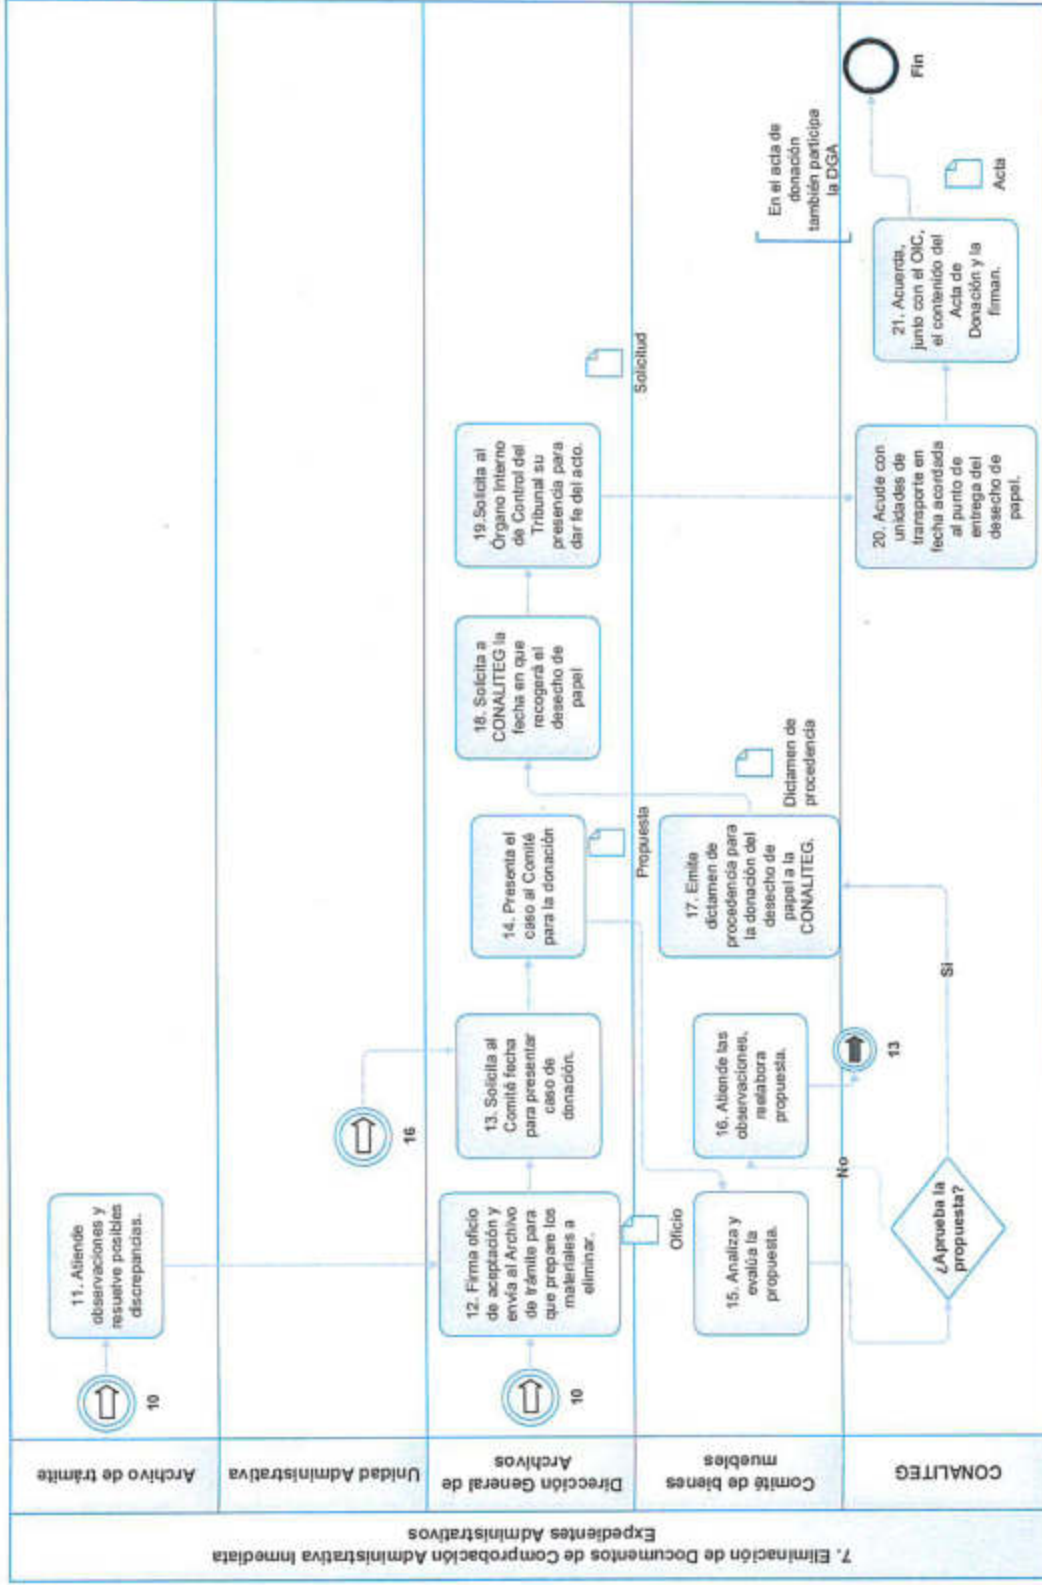 7. Eliminación de Documentos de Comprobación Administrativa Inmediata
Expedientes Administrativos
Archivo de trámite
Unidad Administrativa
Dirección General de
Archivos
Comité de bienes
muebles
CONALITEG
10
11. Atiende
observaciones y
resuelve posibles
discrepancias.
16
10
12. Firma oficio
de aceptación y
envía al Archivo
de trámite para
que prepare los
materiales a
eliminar.
Oficio
13. Solicita al
Comité fecha
para presentar
caso de
donación.
14. Presenta el
caso al Comité
para la donación
Propuesta
18. Solicita a
CONALITEG la
fecha en que
recogerá el
desecho de
papel
19.Solicita al
Órgano Interno
de Control del
Tribunal su
presencia para
dar fe del acto.
Solicitud
15. Analiza y
evalúa la
propuesta.
16. Atiende las
observaciones,
reelabora
propuesta.
13
17. Emite
dictamen de
procedencia para
la donación del
desecho de
papel a la
CONALITEG.
Dictamen de
procedencia
En el acta de
donación
también participa
la DGA
¿Aprueba la
propuesta?
No
Si
20. Acude con
unidades de
transporte en
fecha acordada
al punto de
entrega del
desecho de
papel.
21. Acuerda,
junto con el OIC,
el contenido del
Acta de
Donación y la
firman.
Acta
Fin